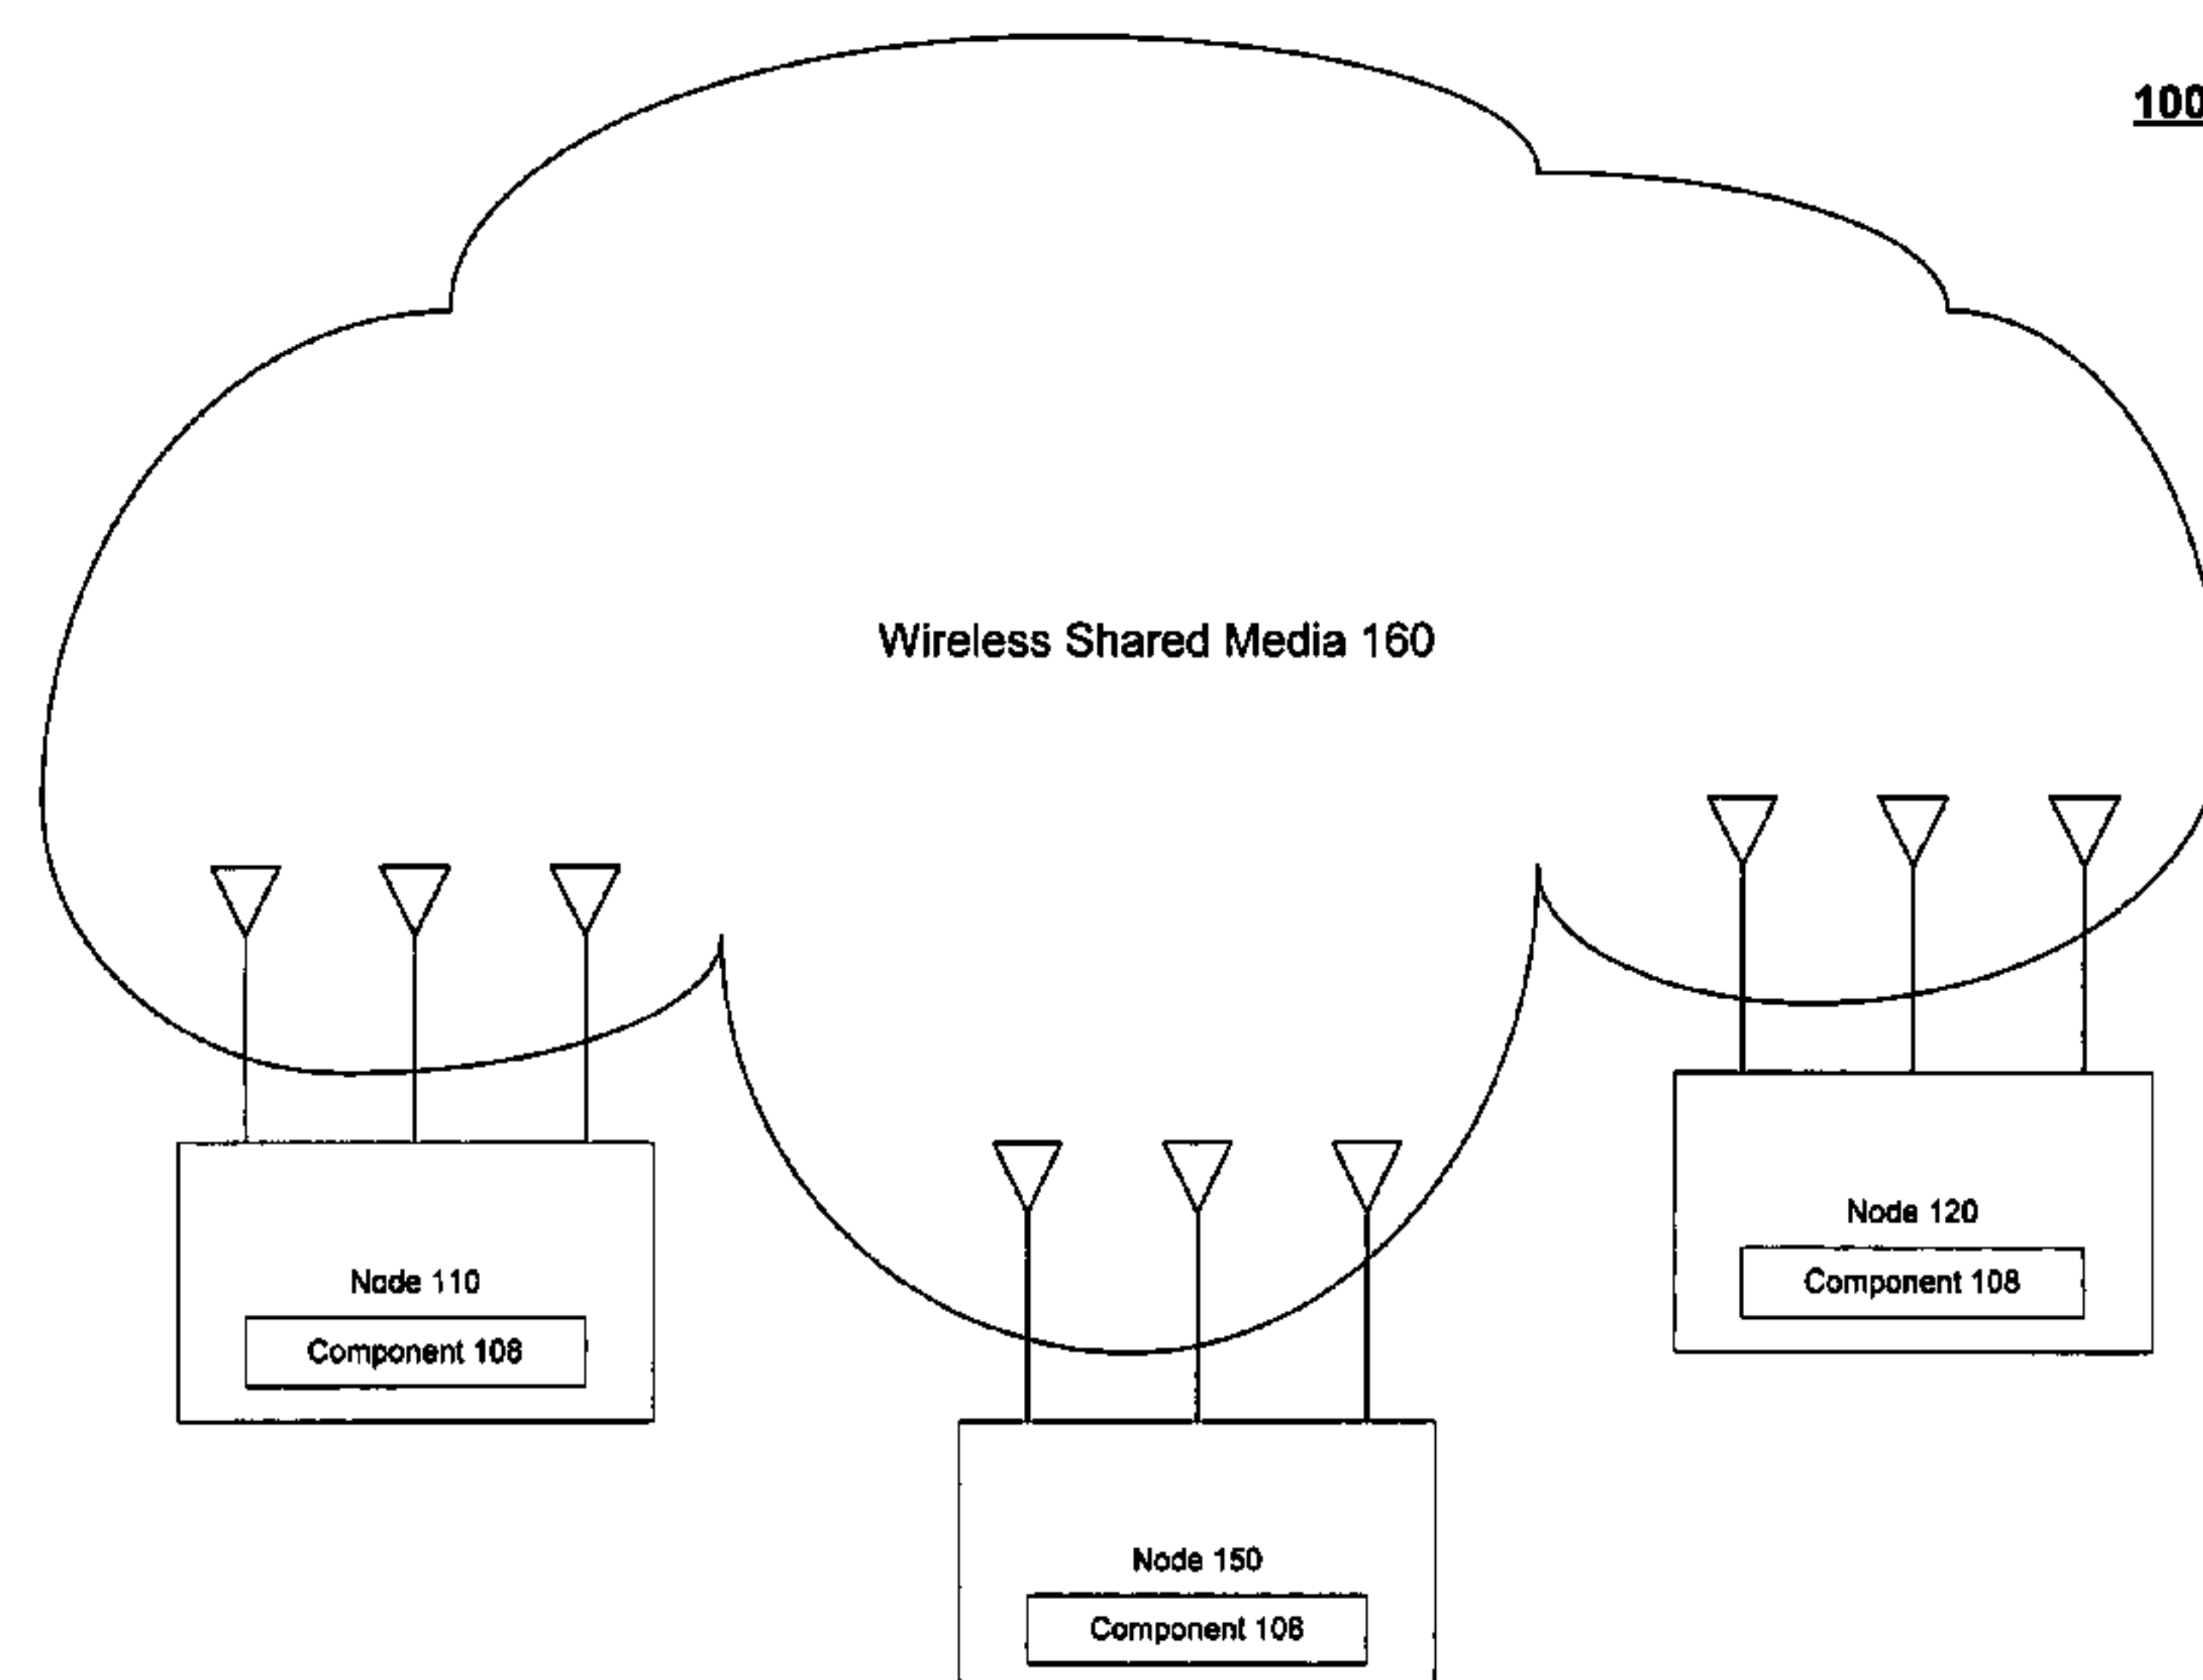 100
Wireless Shared Media 160
Node 120
Component 108
Node 110
Component 108
Node 150
Component 108